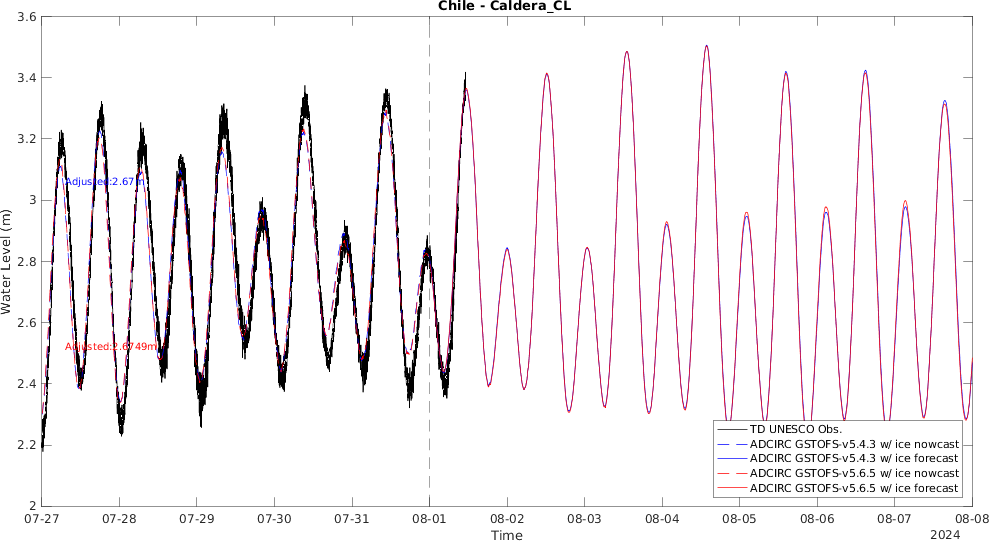 Chile - Caldera_CL
3.6
3.4
3.2
3
2.8
2.6
2.4
2.2
2
Water Level (m)
Adjusted:2.67m
Adjusted:2.6749m
TD UNESCO Obs.
ADCIRC GSTOFS-v5.4.3 w/ ice nowcast
ADCIRC GSTOFS-v5.4.3 w/ ice forecast
ADCIRC GSTOFS-v5.6.5 w/ ice nowcast
ADCIRC GSTOFS-v5.6.5 w/ ice forecast
07-27 07-28 07-29 07-30 07-31 08-01 08-02 08-03 08-04 08-05 08-06 08-07 08-08
Time
2024